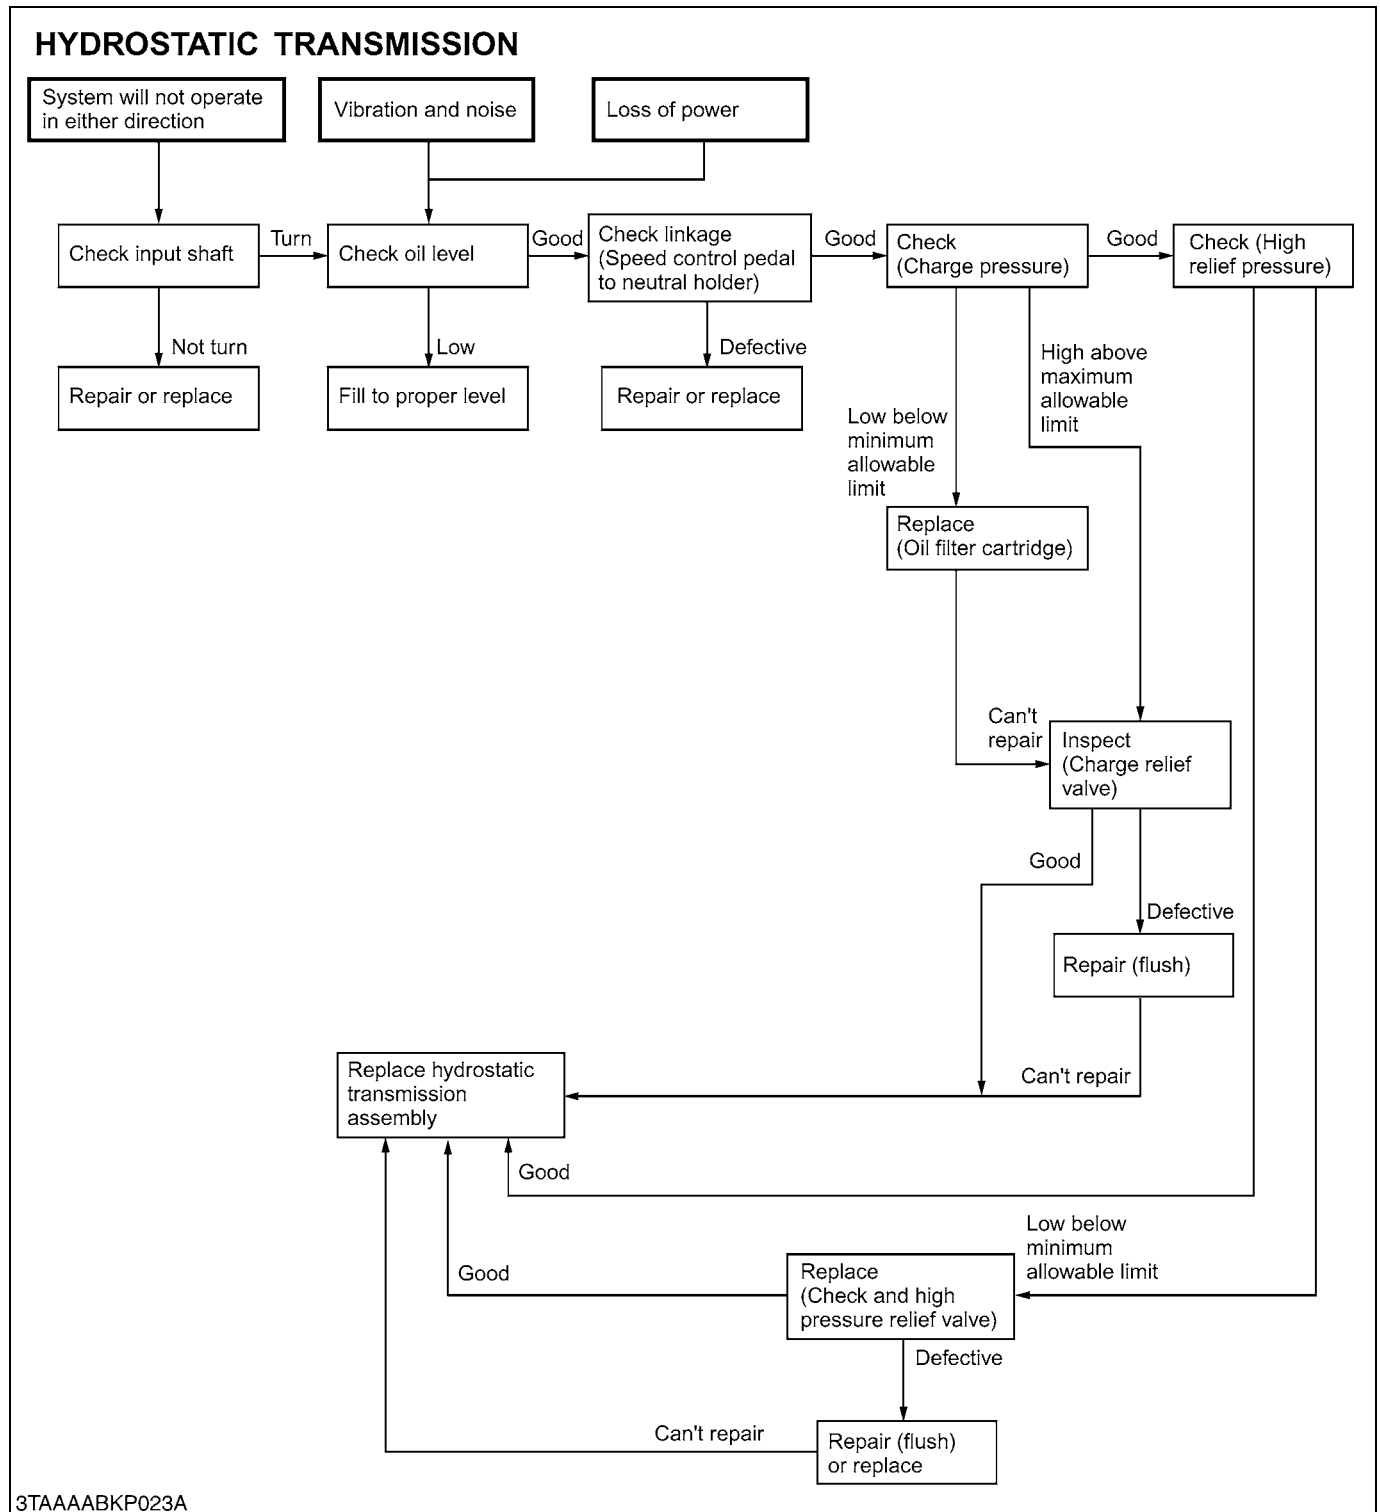 HYDROSTATIC TRANSMISSION
System will not operate
in either direction
Vibration and noise
Loss of power
Check input shaft
Turn
Check oil level
Good
Check linkage
(Speed control pedal
to neutral holder)
Good
Check
(Charge pressure)
Good
Check (High
relief pressure)
Not turn
Low
Defective
Repair or replace
Fill to proper level
Repair or replace
High above
maximum
allowable
limit
Low below
minimum
allowable
limit
Replace
(Oil filter cartridge)
Can't
repair
Inspect
(Charge relief
valve)
Good
Defective
Repair (flush)
Can't repair
Replace hydrostatic
transmission
assembly
Good
Low below
minimum
allowable limit
Good
Replace
(Check and high
pressure relief valve)
Defective
Can't repair
Repair (flush)
or replace
3TAAAABKP023A